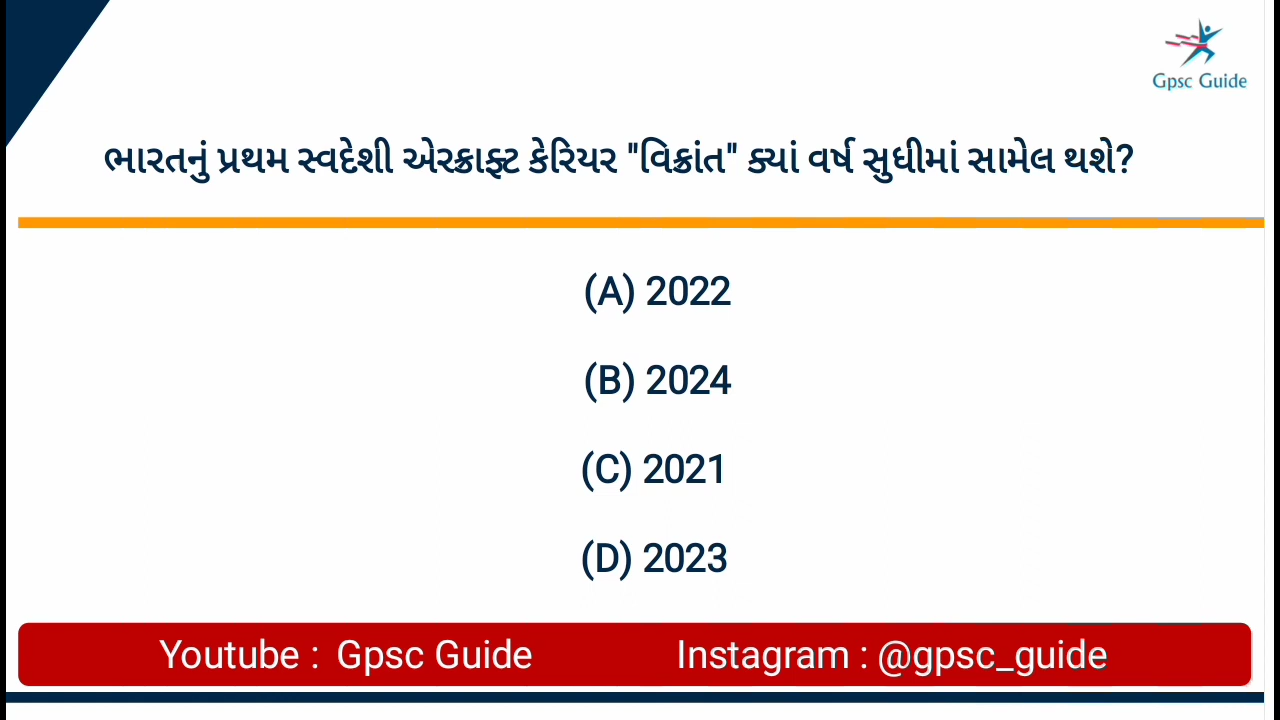 Gpsc Guide
ભારતનું પ્રથમ સ્વદેશી એરક્રાફ્ટ કેરિયર "વિક્રાંત" ક્યાં વર્ષ સુધીમાં સામેલ થશે?
(A) 2022
(B) 2024
(C) 2021
(D) 2023
Youtube : Gpsc Guide Instagram : @gpsc_guide